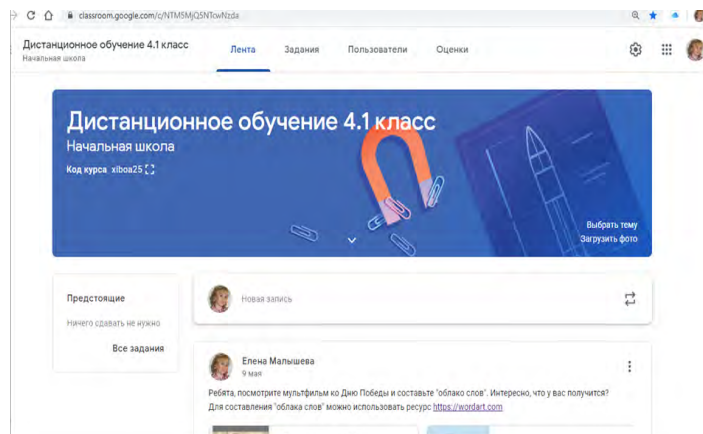 classroom.google.com/c/NTM5MjQ5NTowNzda
Дистанционное обучение 4.1 класс
Начальная школа
Лента Задания Пользователи Оценки
Дистанционное обучение 4.1 класс
Начальная школа
Код курса xiboa25
Выбрать тему
Загрузить фото
Предстоящие
Ничего сдавать не нужно
Все задания
Новая запись
Елена Малышева
9 мая
Ребята, посмотрите мультфильм ко Дню Победы и составьте "облако слов". Интересно, что у вас получится?
Для составления "облака слов" можно использовать ресурс https://wordart.com